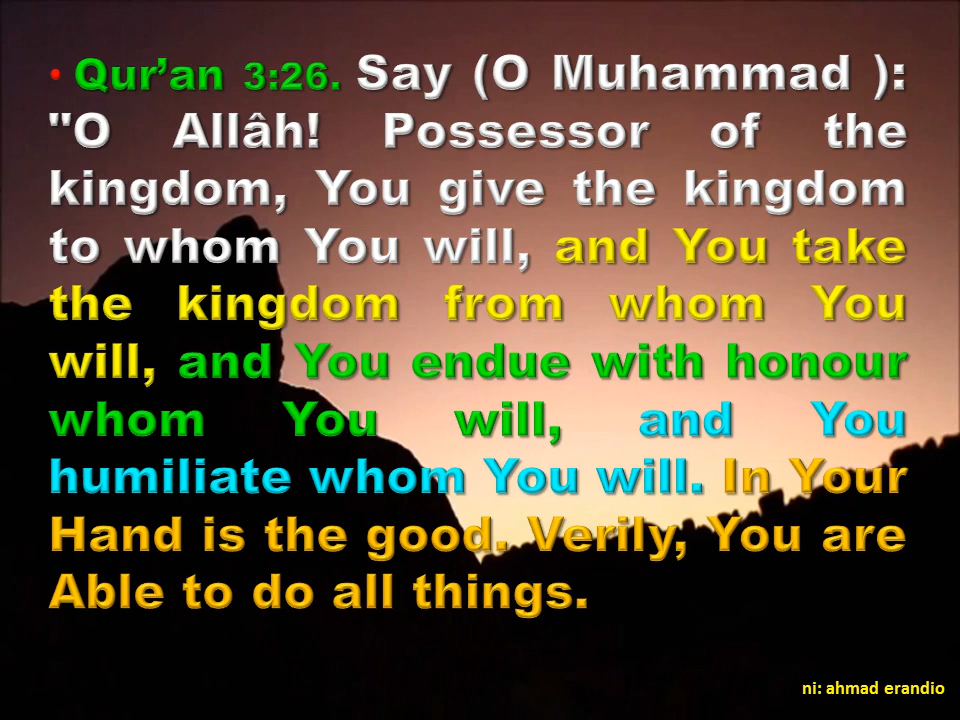 • Qur’an 3:26. Say (O Muhammad ):
"O Allâh! Possessor of the
kingdom, You give the kingdom
to whom You will, and You take
the kingdom from whom You
will, and You endue with honour
whom You will, and You
humiliate whom You will. In Your
Hand is the good. Verily, You are
Able to do all things.
ni: ahmad erandio